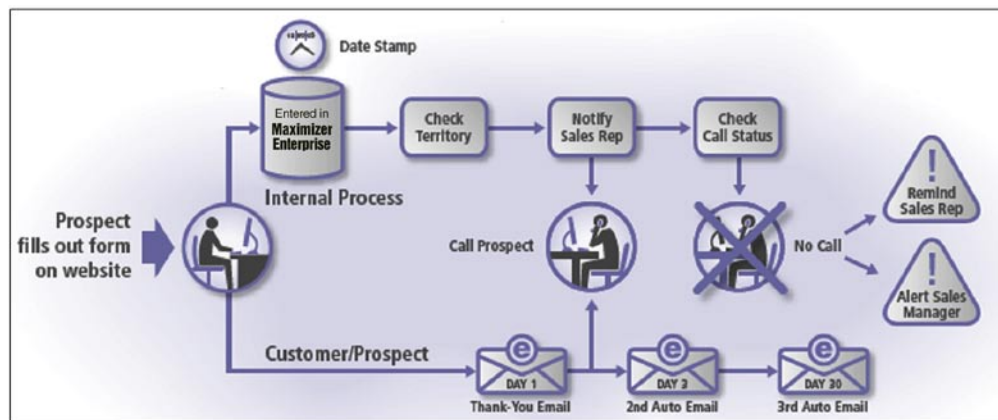 Date Stamp
Entered in
Maximizer
Enterprise
Check
Territory
Notify
Sales Rep
Check
Call Status
Internal Process
Prospect
fills out form
on website
Call Prospect
No Call
!
Remind
Sales Rep
!
Alert Sales
Manager
Customer/Prospect
e
DAY 1
Thank-You Email
e
DAY 3
2nd Auto Email
e
DAY 30
3rd Auto Email